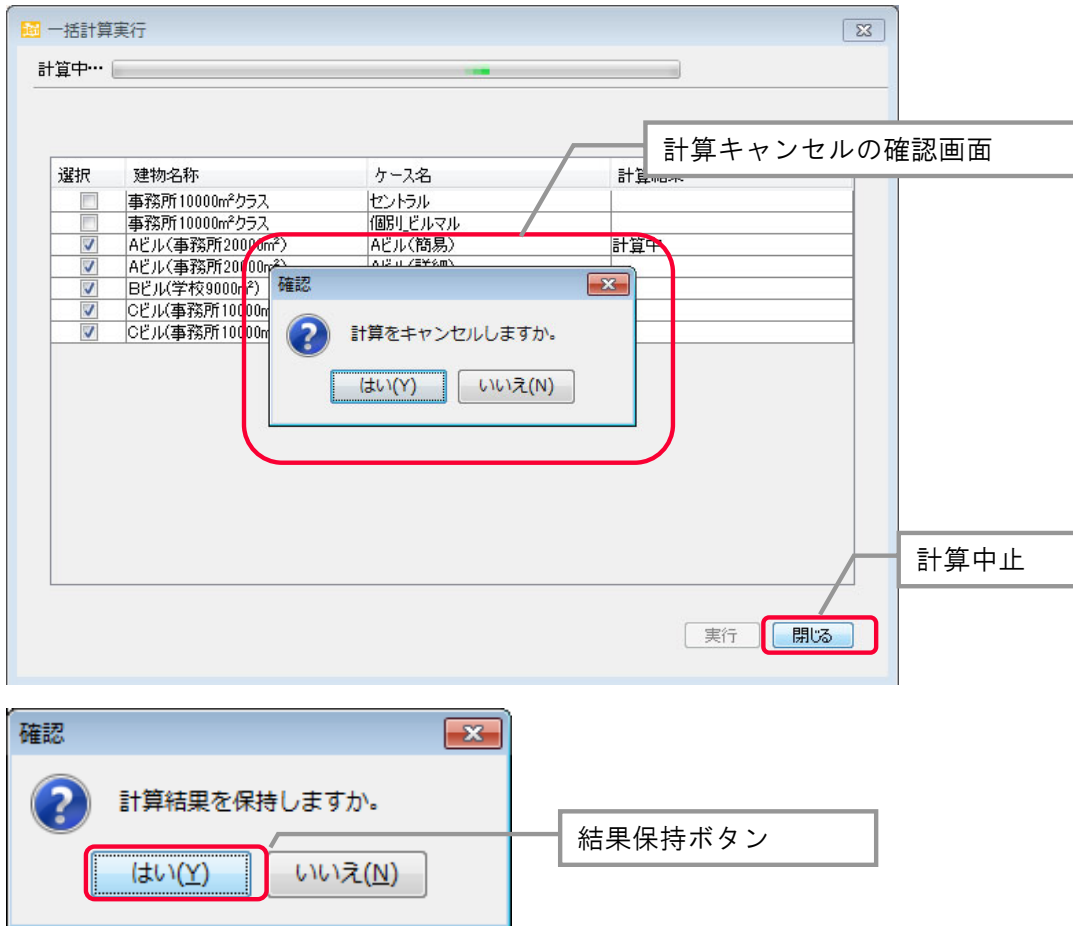 一括計算実行
計算中…
計算キャンセルの確認画面
選択 建物名称 ケース名 計算結果
事務所10000m²クラス セントラル
事務所10000m²クラス 個別_ビルマル
Aビル(事務所20000m²) Aビル(簡易) 計算中
Aビル(事務所20000m²) Aビル(詳細)
Bビル(学校9000m²)
Cビル(事務所10000m
Cビル(事務所10000m
確認
計算をキャンセルしますか。
はい(Y) いいえ(N)
計算中止
実行 閉じる
確認
計算結果を保持しますか。
はい(Y) いいえ(N)
結果保持ボタン